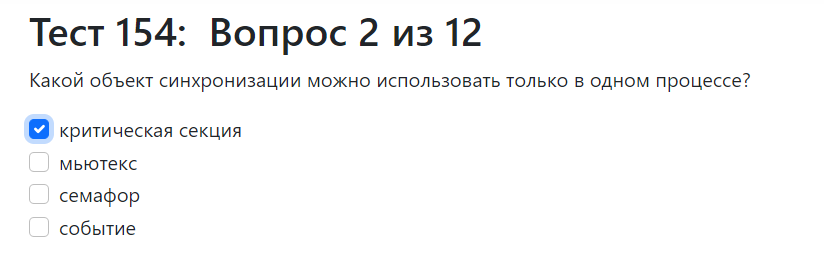 Тест 154: Вопрос 2 из 12
Какой объект синхронизации можно использовать только в одном процессе?
критическая секция
мьютекс
семафор
событие